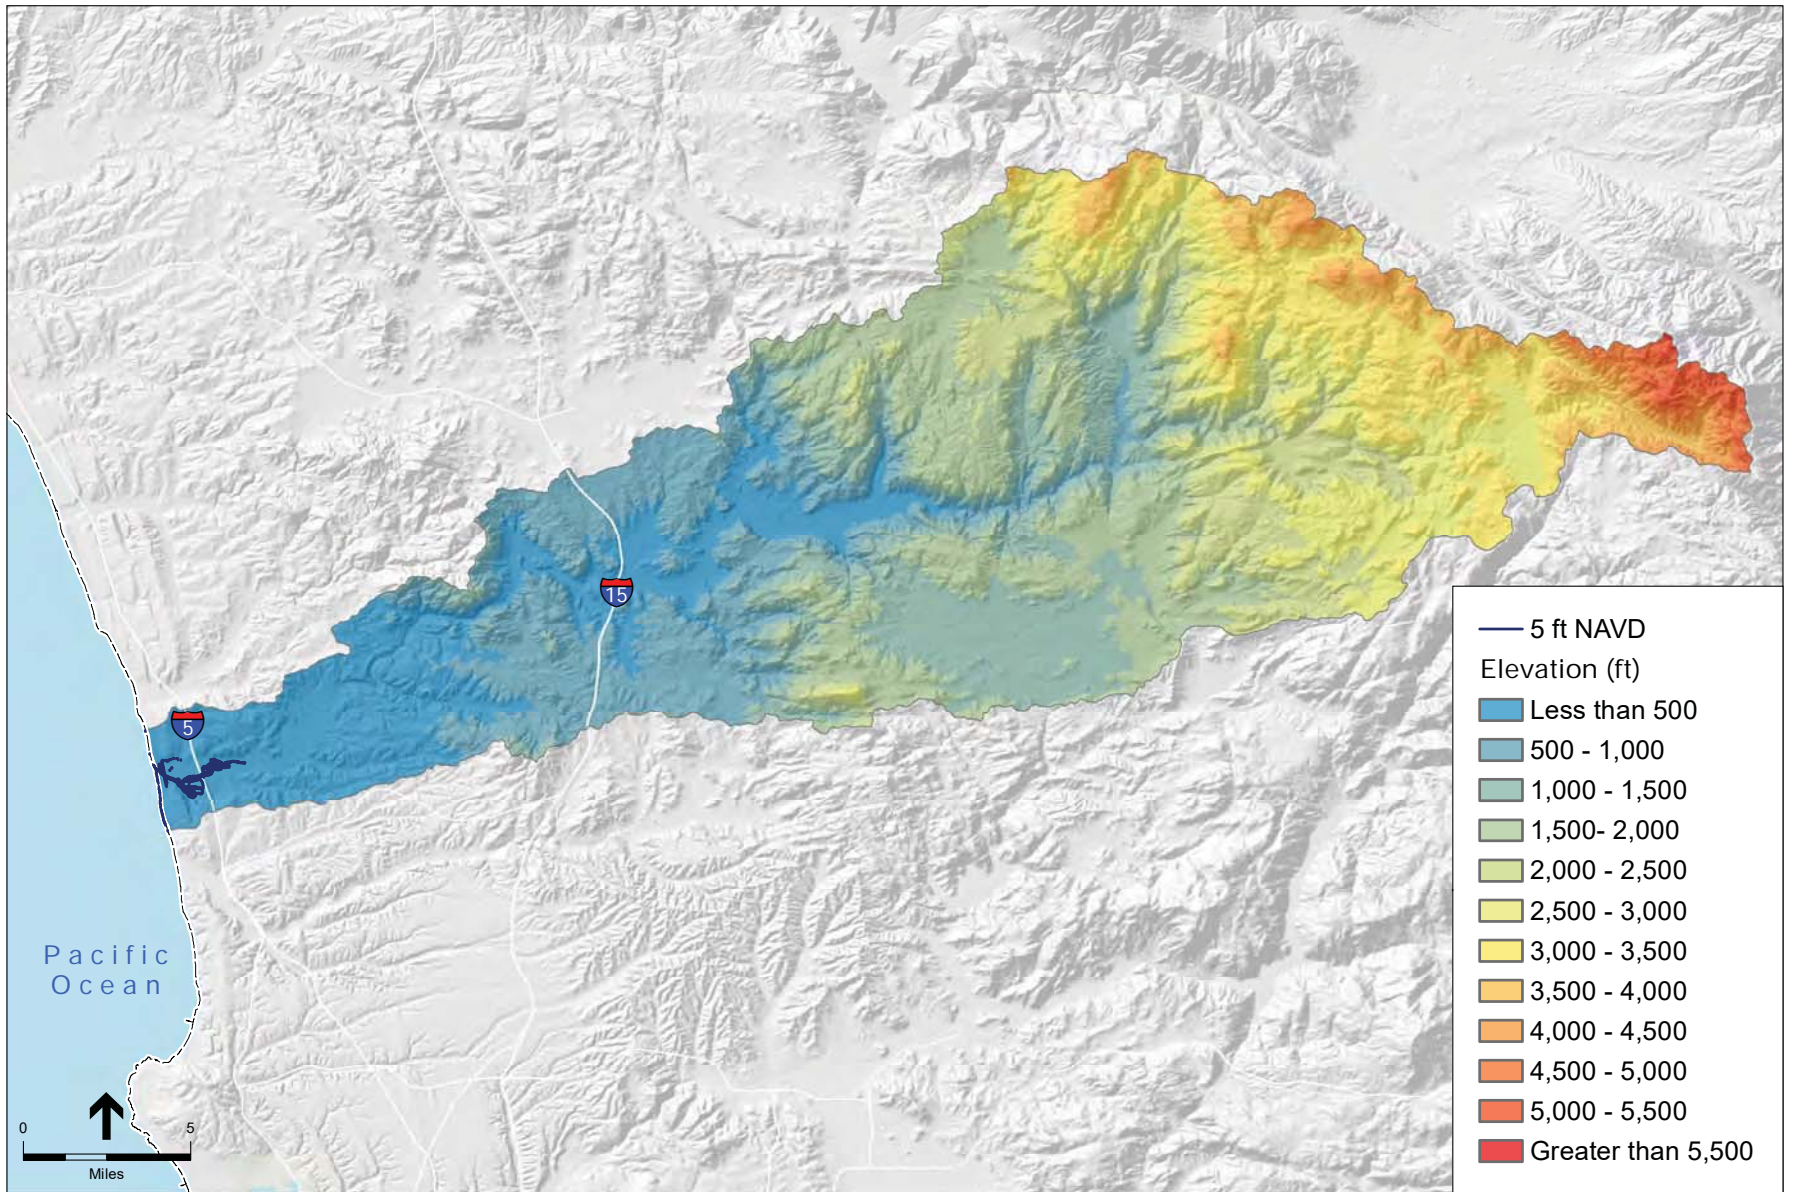 15
5
Pacific
Ocean
0 5
Miles
5 ft NAVD
Elevation (ft)
Less than 500
500 - 1,000
1,000 - 1,500
1,500- 2,000
2,000 - 2,500
2,500 - 3,000
3,000 - 3,500
3,500 - 4,000
4,000 - 4,500
4,500 - 5,000
5,000 - 5,500
Greater than 5,500